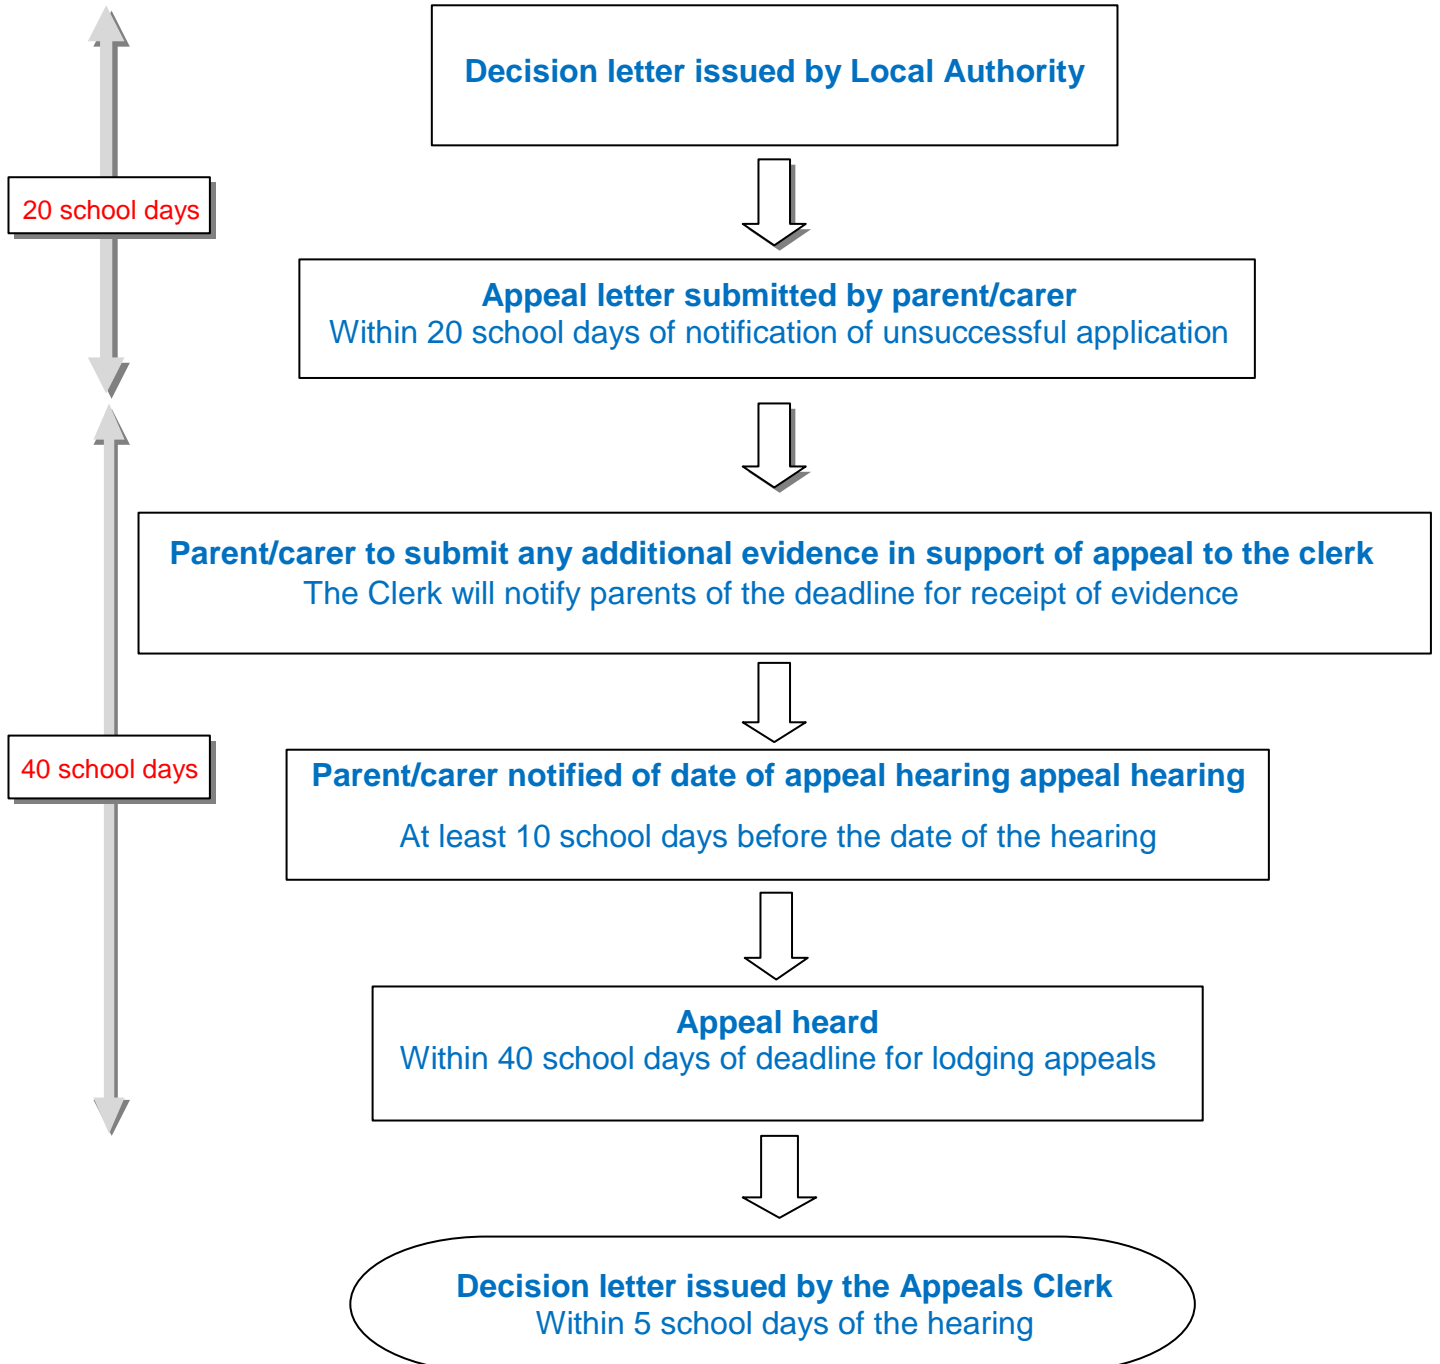 Decision letter issued by Local Authority
20 school days
Appeal letter submitted by parent/carer
Within 20 school days of notification of unsuccessful application
Parent/carer to submit any additional evidence in support of appeal to the clerk
The Clerk will notify parents of the deadline for receipt of evidence
40 school days
Parent/carer notified of date of appeal hearing appeal hearing
At least 10 school days before the date of the hearing
Appeal heard
Within 40 school days of deadline for lodging appeals
Decision letter issued by the Appeals Clerk
Within 5 school days of the hearing